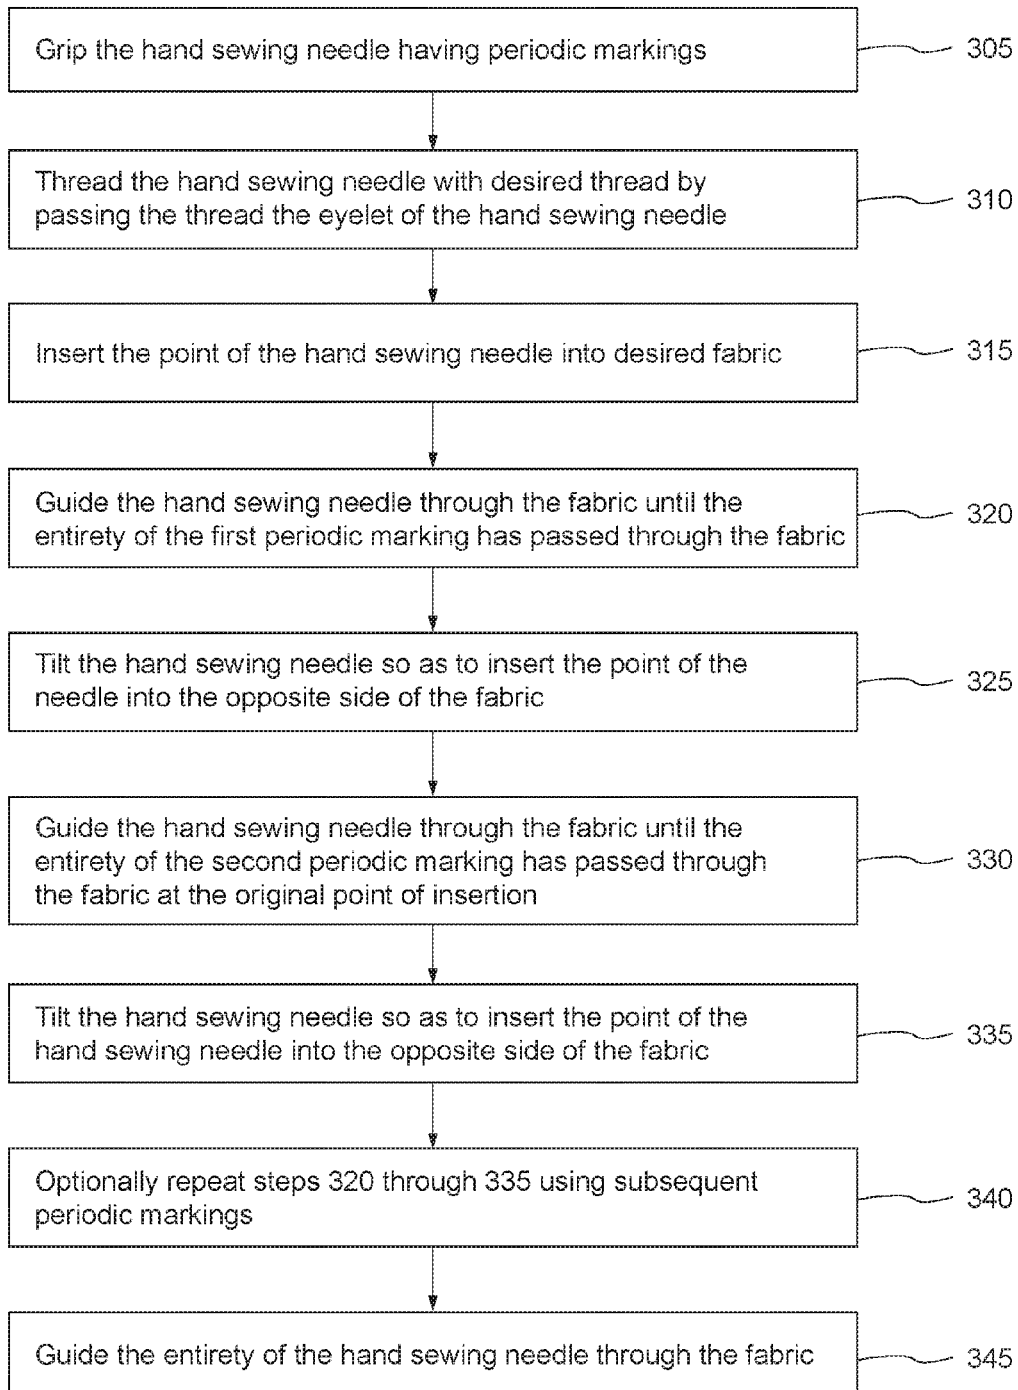 Grip the hand sewing needle having periodic markings
305
Thread the hand sewing needle with desired thread by
passing the thread the eyelet of the hand sewing needle
310
Insert the point of the hand sewing needle into desired fabric
315
Guide the hand sewing needle through the fabric until the
entirety of the first periodic marking has passed through the fabric
320
Tilt the hand sewing needle so as to insert the point of the
needle into the opposite side of the fabric
325
Guide the hand sewing needle through the fabric until the
entirety of the second periodic marking has passed through
the fabric at the original point of insertion
330
Tilt the hand sewing needle so as to insert the point of the
hand sewing needle into the opposite side of the fabric
335
Optionally repeat steps 320 through 335 using subsequent
periodic markings
340
Guide the entirety of the hand sewing needle through the fabric
345